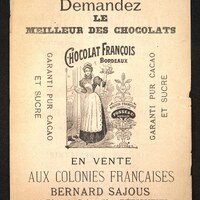 Demandez
LE
MEILLEUR DES CHOCOLATS
CHOCOLAT FRANÇOIS
BORDEAUX
GARANTI PUR CACAO
ET SUCRE
GARANTI PUR CACAO
ET SUCRE
EN VENTE
AUX COLONIES FRANÇAISES
BERNARD SAJOUS